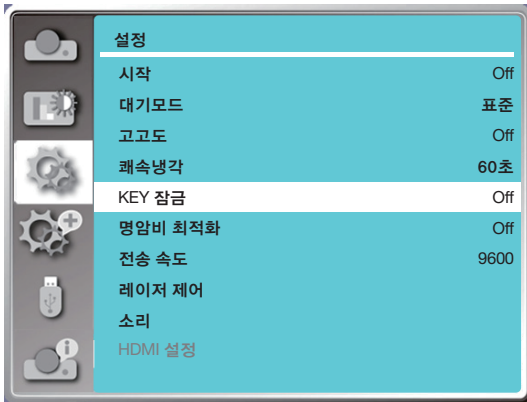 설정
시작 Off
대기모드 표준
고고도 Off
쾌속냉각 60초
KEY 잠금 Off
명암비 최적화 Off
전송 속도 9600
레이저 제어
소리
HDMI 설정